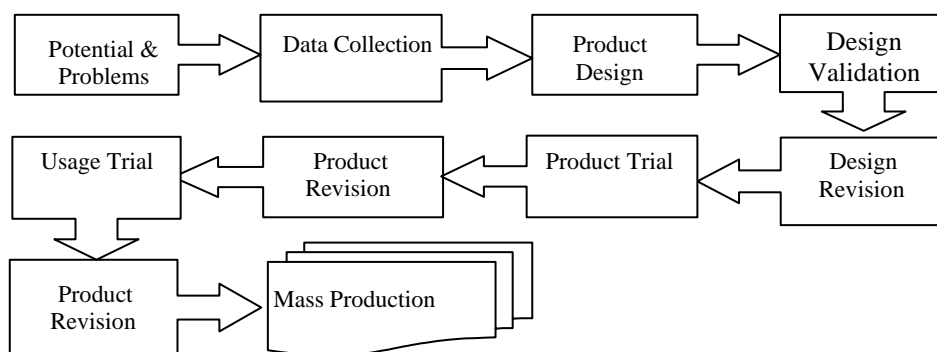 Potential &
Problems
Data Collection
Product
Design
Design
Validation
Design
Revision
Product Trial
Product
Revision
Usage Trial
Product
Revision
Mass Production